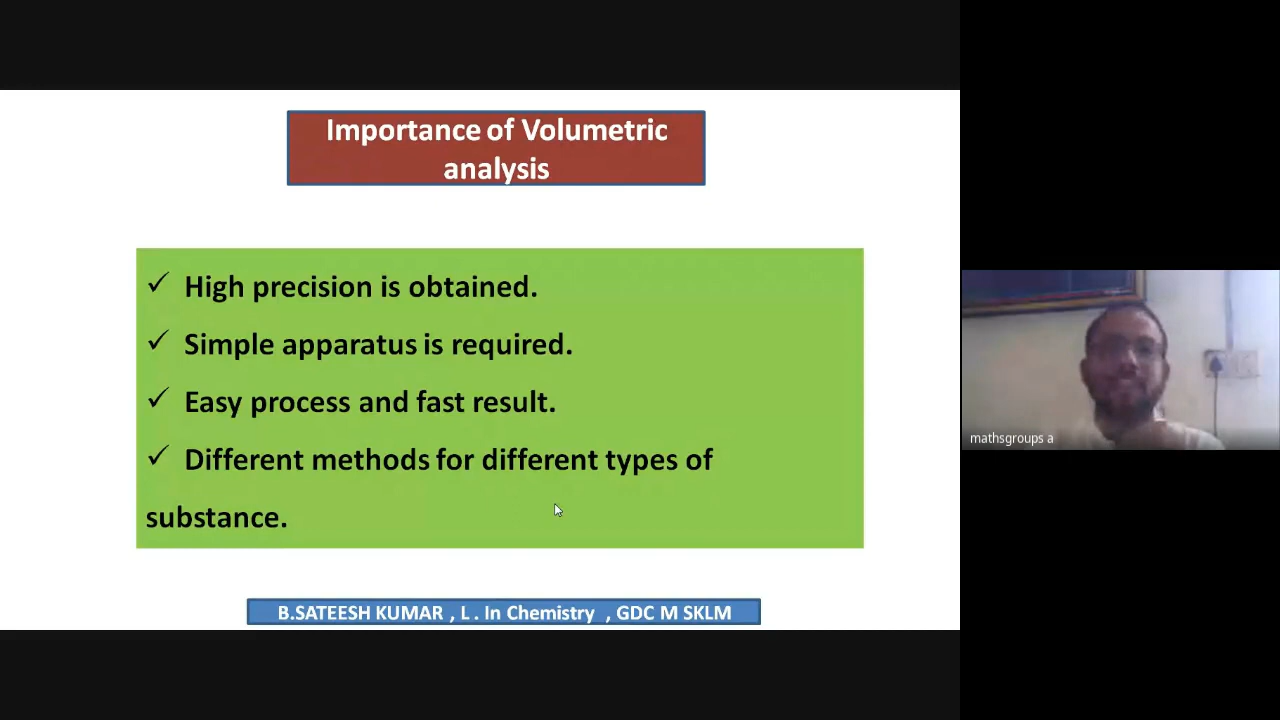 Importance of Volumetric
analysis
✓ High precision is obtained.
✓ Simple apparatus is required.
✓ Easy process and fast result.
✓ Different methods for different types of
substance.
B.SATEESH KUMAR , L . In Chemistry , GDC M SKLM
mathsgroups a